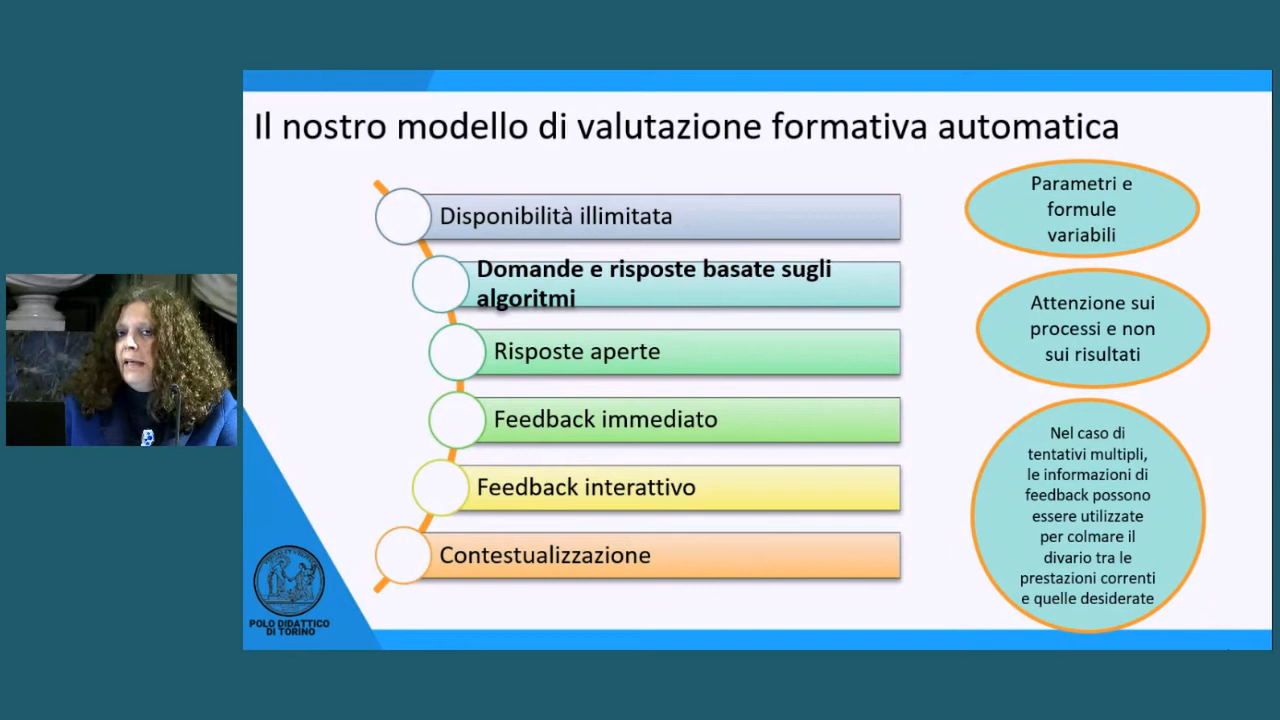 Il nostro modello di valutazione formativa automatica
Disponibilità illimitata
Domande e risposte basate sugli
algoritmi
Risposte aperte
Feedback immediato
Feedback interattivo
Contestualizzazione
Parametri e
formule
variabili
Attenzione sui
processi e non
sui risultati
Nel caso di
tentativi multipli,
le informazioni di
feedback possono
essere utilizzate
per colmare il
divario tra le
prestazioni correnti
e quelle desiderate
POLO DIDATTICO
DI TORINO